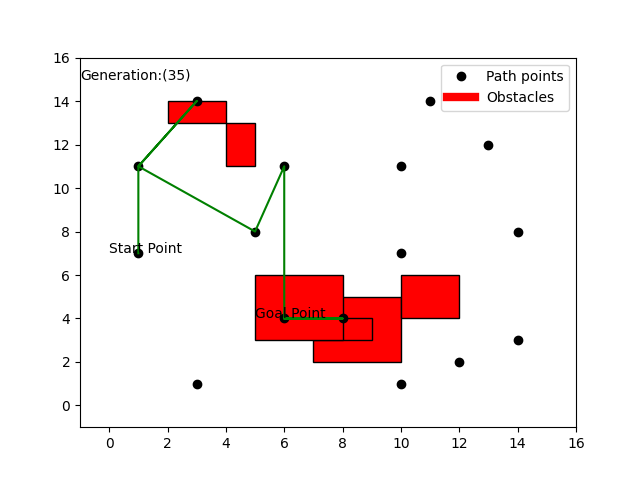 Generation:(35)
Path points
Obstacles
Start Point
Goal Point
16
14
12
10
8
6
4
2
0
0 2 4 6 8 10 12 14 16